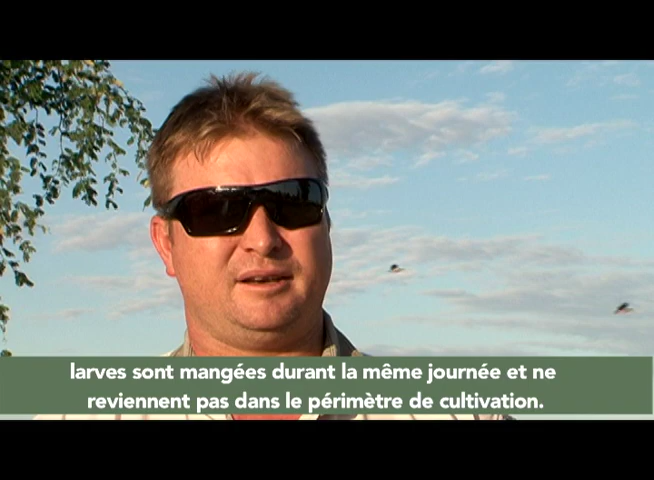 larves sont mangées durant la même journée et ne
reviennent pas dans le périmètre de cultivation.